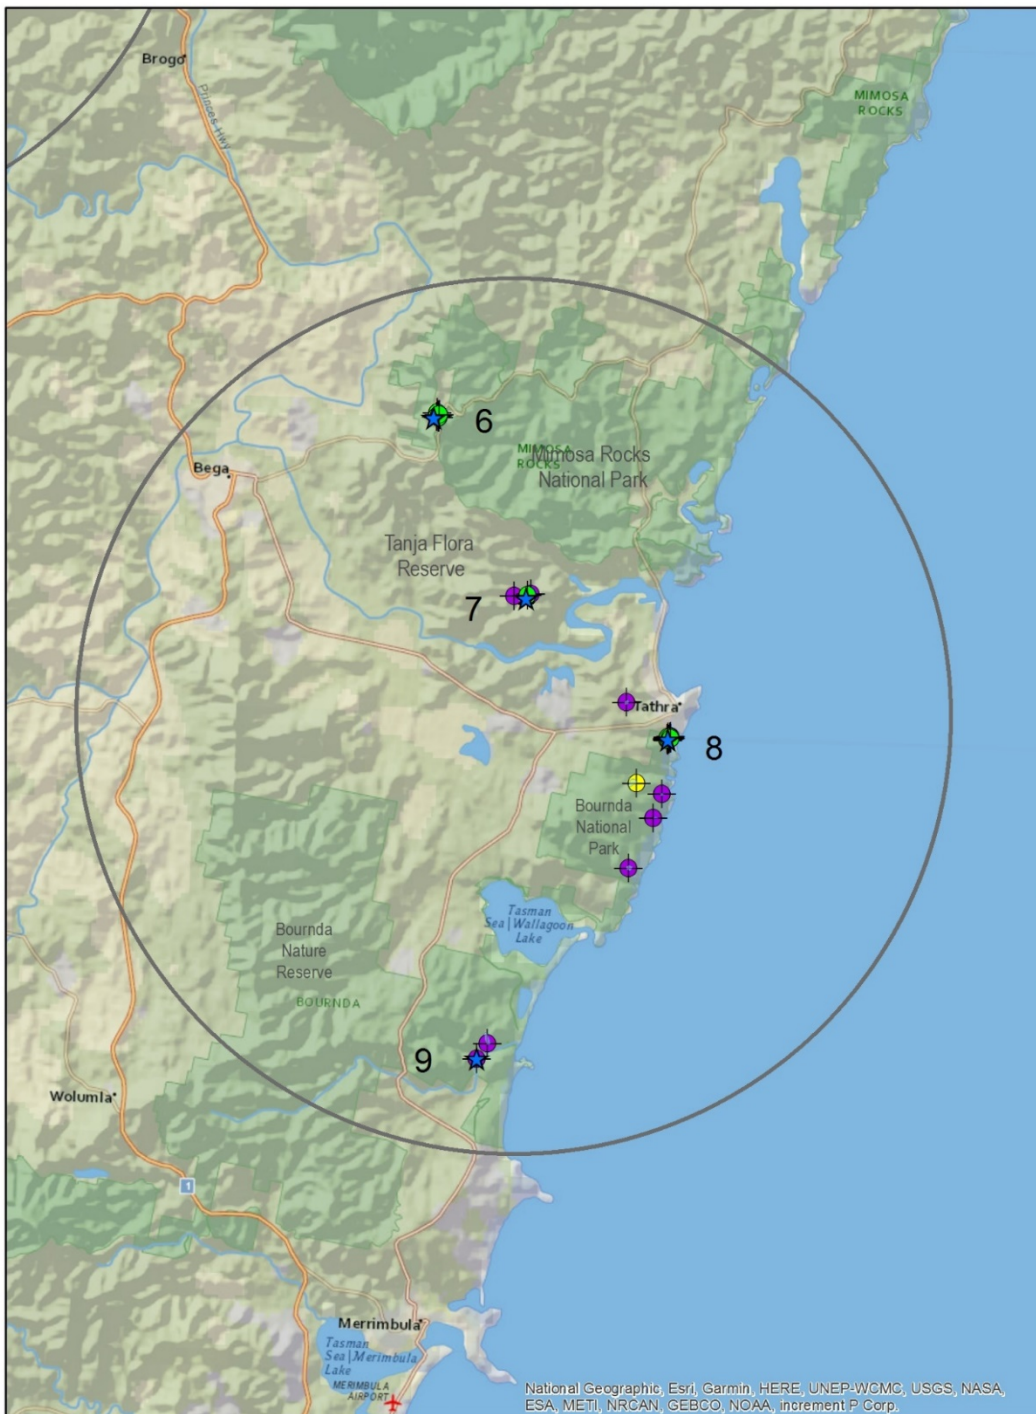 Brogo
Princes Hwy
MIMOSA
ROCKS
6
MIMOSA
ROCKS
Mimosa Rocks
National Park
Bega
Tanja Flora
Reserve
7
Tathra
8
Bournda
National
Park
Tasman
Sea|Wallagoon
Lake
Bournda
Nature
Reserve
BOURNDA
9
Wolumla
1
Merrimbula
Tasman
Sea|Merimbula
Lake
MERIMBULA
AIRPORT
National Geographic, Esri, Garmin, HERE, UNEP-WCMC, USGS, NASA,
ESA, METI, NRCAN, GEBCO, NOAA, increment P Corp.